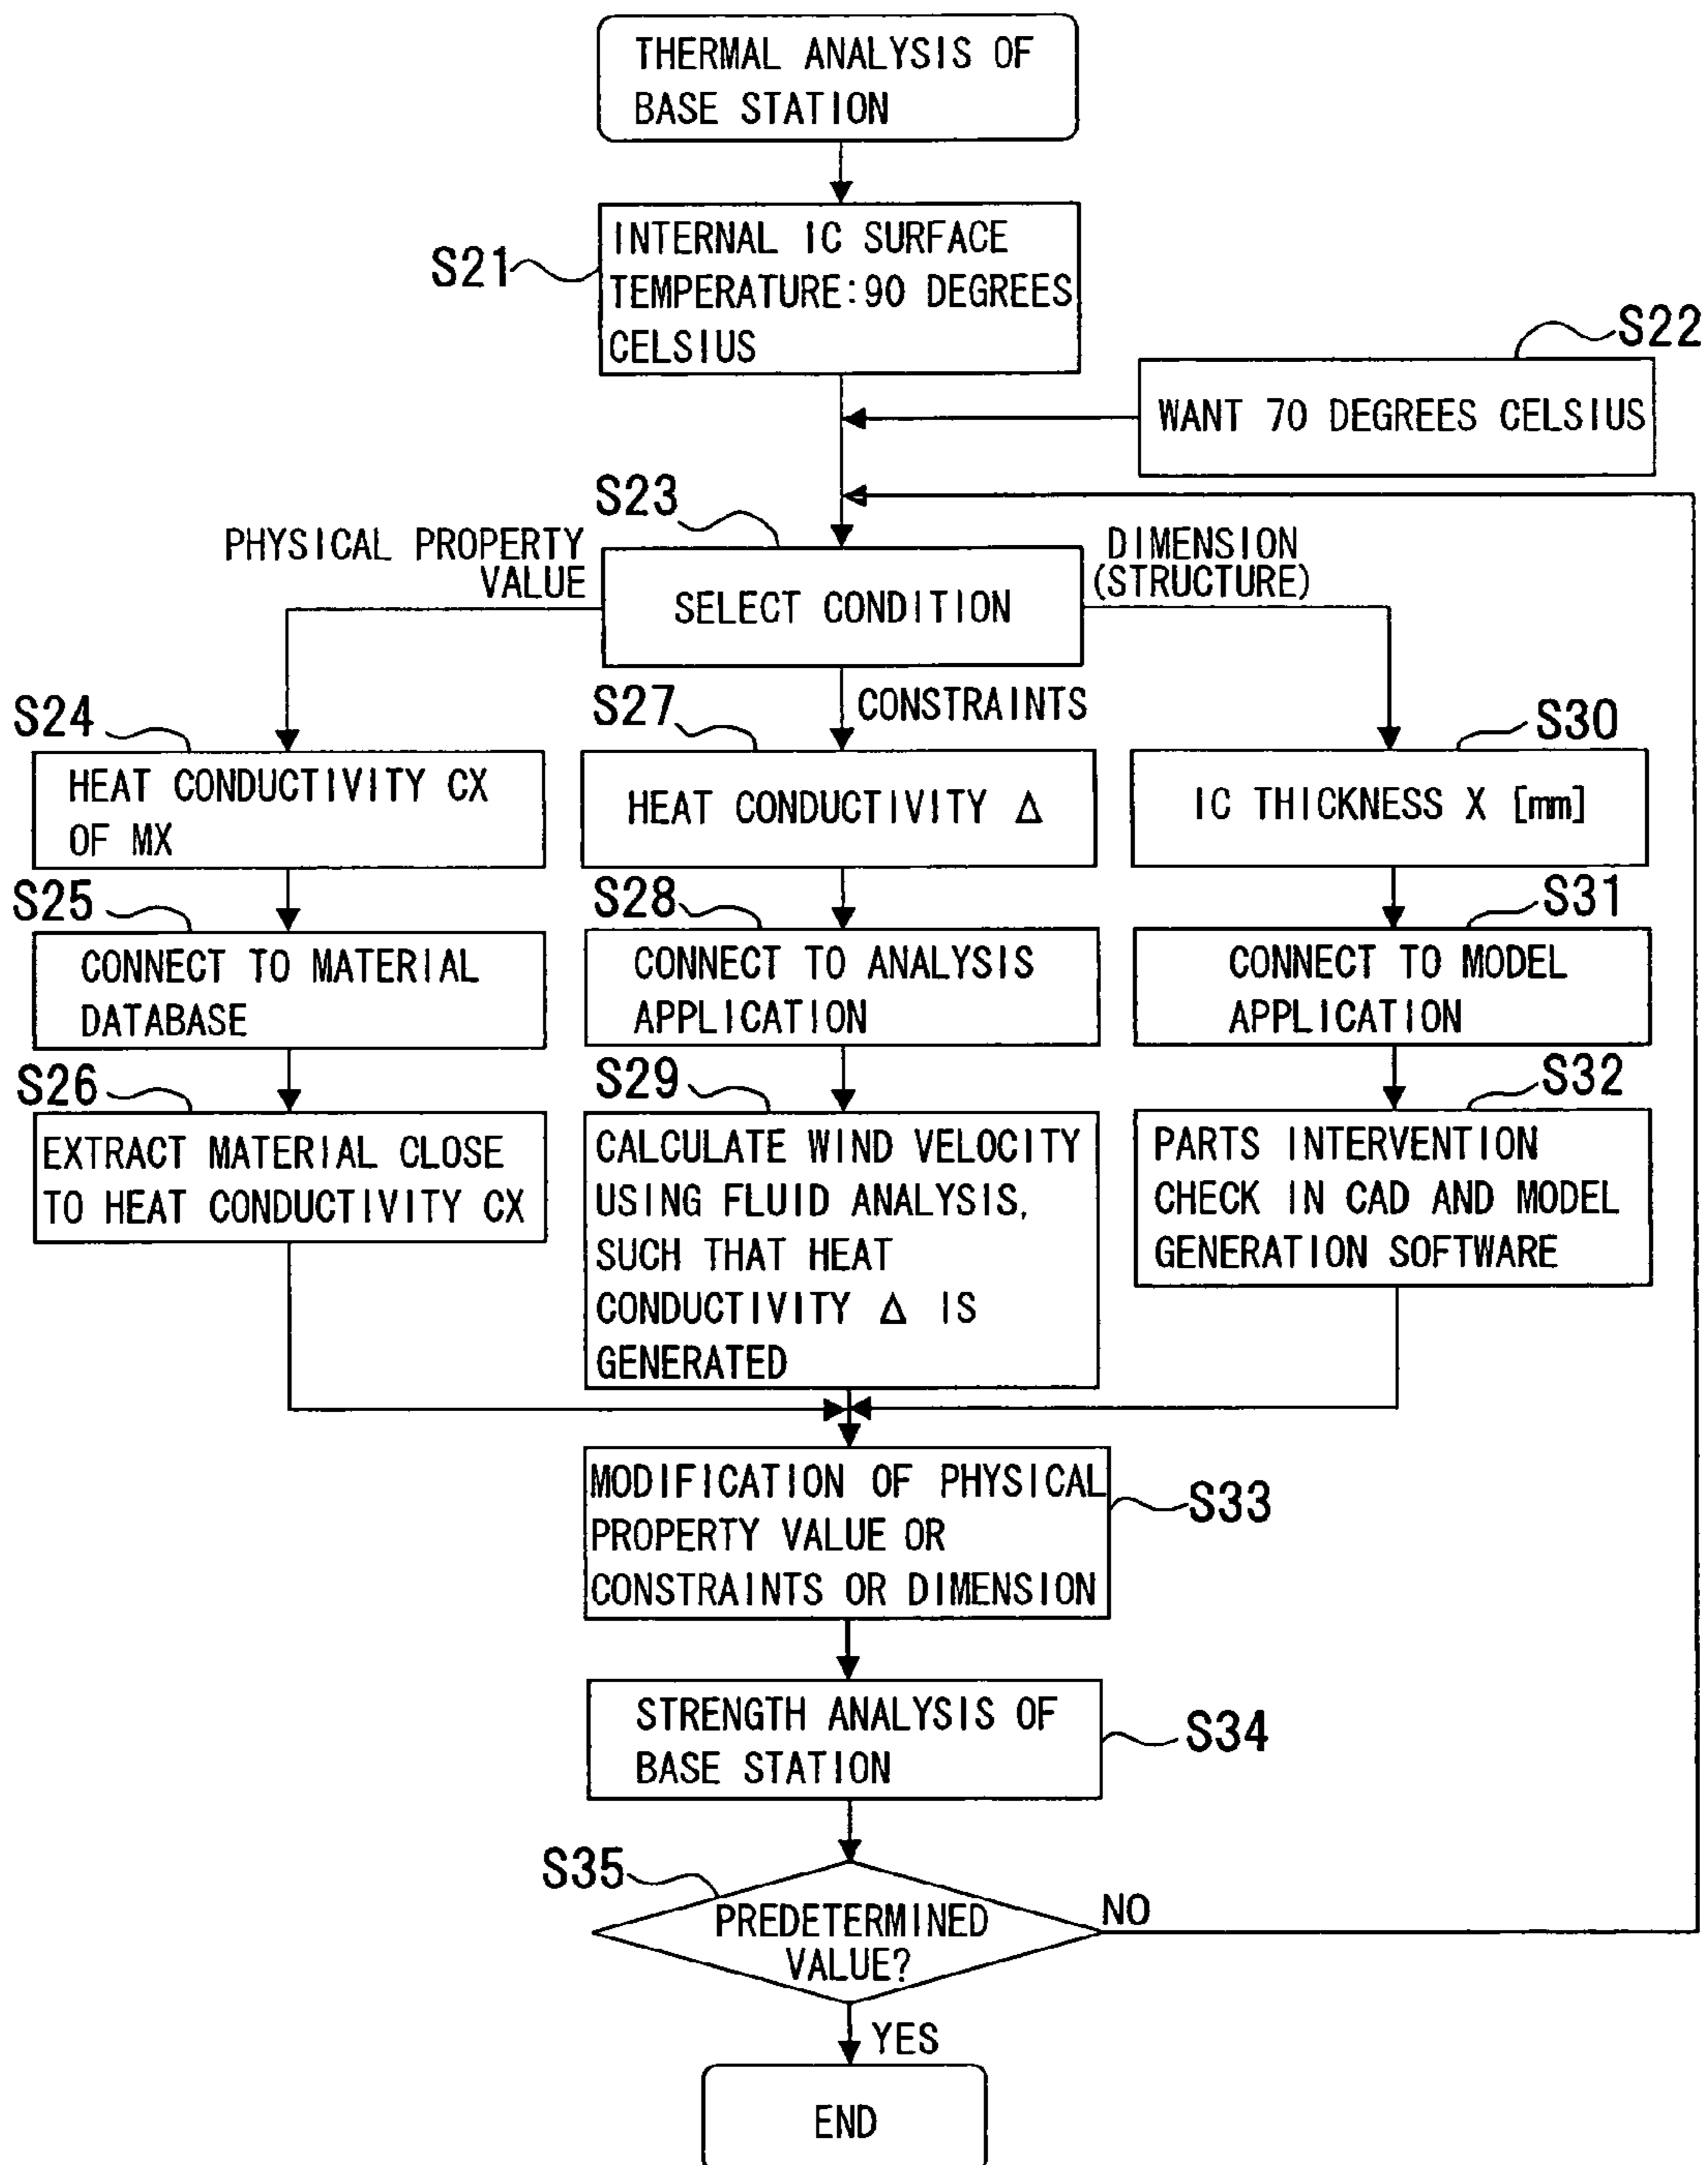 THERMAL ANALYSIS OF
BASE STATION
S21
INTERNAL IC SURFACE
TEMPERATURE:90 DEGREES
CELSIUS
S22
WANT 70 DEGREES CELSIUS
S23
PHYSICAL PROPERTY
VALUE
SELECT CONDITION
DIMENSION
(STRUCTURE)
CONSTRAINTS
S24
HEAT CONDUCTIVITY CX
OF MX
S27
HEAT CONDUCTIVITY Δ
S30
IC THICKNESS X [mm]
S25
CONNECT TO MATERIAL
DATABASE
S28
CONNECT TO ANALYSIS
APPLICATION
S31
CONNECT TO MODEL
APPLICATION
S26
EXTRACT MATERIAL CLOSE
TO HEAT CONDUCTIVITY CX
S29
CALCULATE WIND VELOCITY
USING FLUID ANALYSIS,
SUCH THAT HEAT
CONDUCTIVITY Δ IS
GENERATED
S32
PARTS INTERVENTION
CHECK IN CAD AND MODEL
GENERATION SOFTWARE
MODIFICATION OF PHYSICAL
PROPERTY VALUE OR
CONSTRAINTS OR DIMENSION
S33
STRENGTH ANALYSIS OF
BASE STATION
S34
S35
PREDETERMINED
VALUE?
NO
YES
END